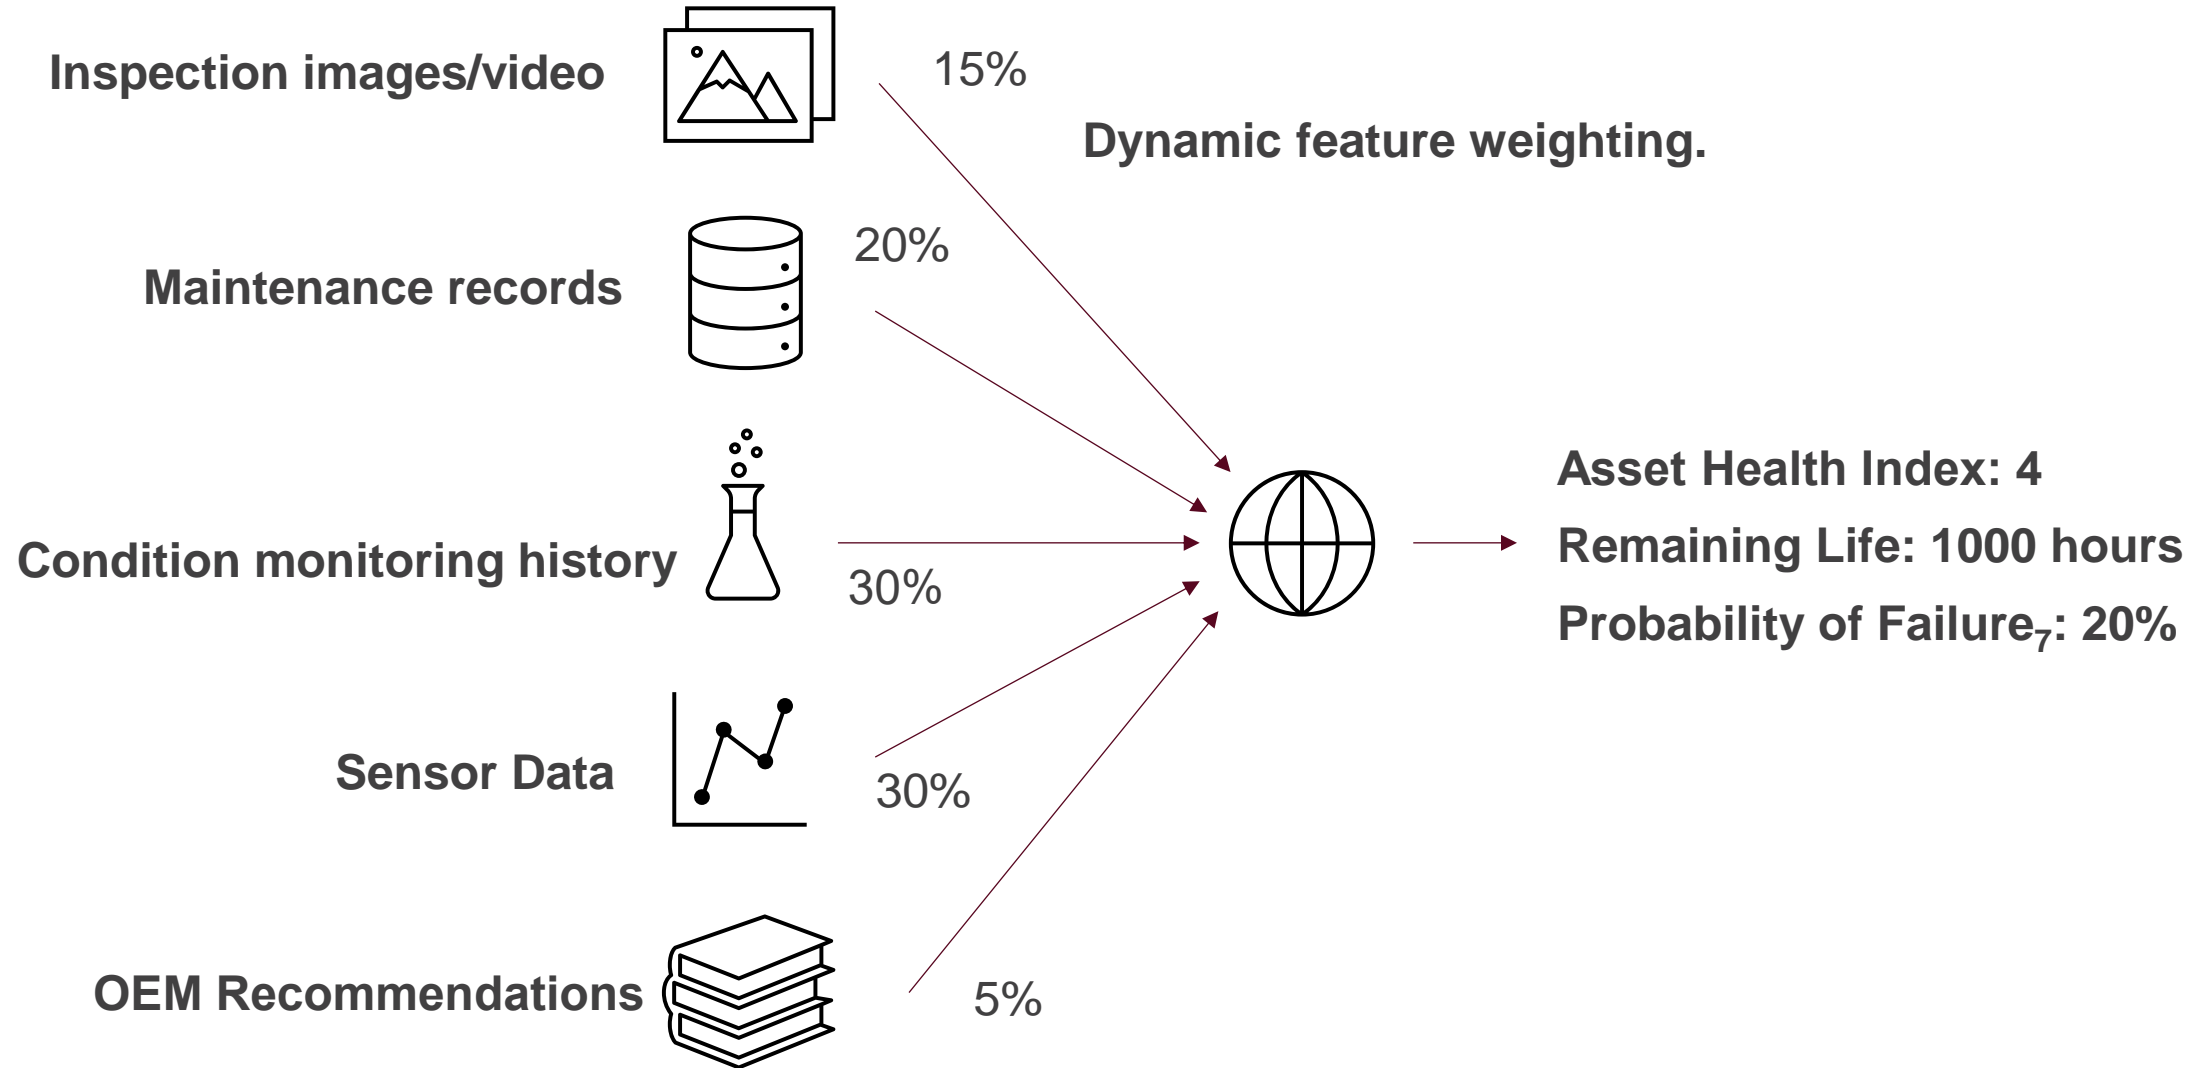 Inspection images/video
15%
Dynamic feature weighting.
Maintenance records
20%
Condition monitoring history
30%
Sensor Data
30%
OEM Recommendations
5%
Asset Health Index: 4
Remaining Life: 1000 hours
Probability of Failure₇: 20%